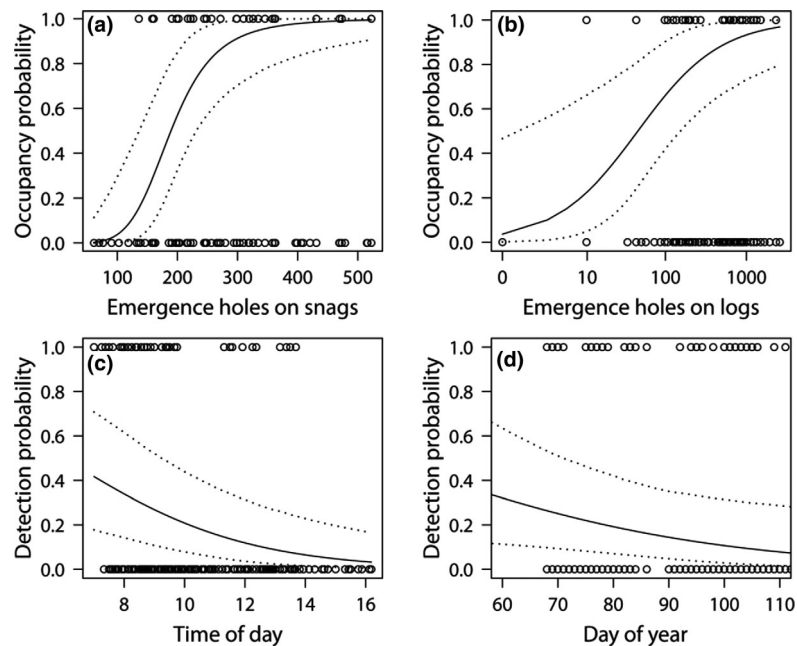 (a)
Occupancy probability
1.0
0.8
0.6
0.4
0.2
0.0
100 200 300 400 500
Emergence holes on snags
(b)
Occupancy probability
1.0
0.8
0.6
0.4
0.2
0.0
0 10 100 1000
Emergence holes on logs
(c)
Detection probability
1.0
0.8
0.6
0.4
0.2
0.0
8 10 12 14 16
Time of day
(d)
Detection probability
1.0
0.8
0.6
0.4
0.2
0.0
60 70 80 90 100 110
Day of year